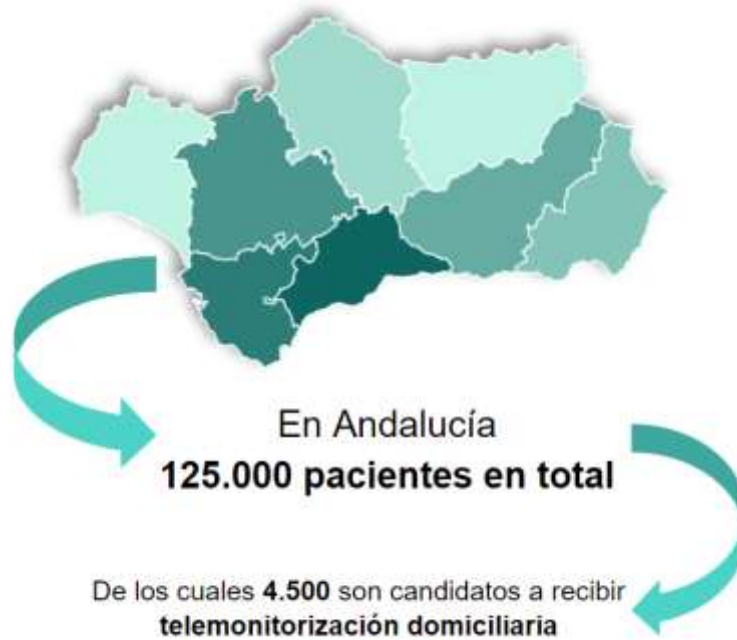 En Andalucía
125.000 pacientes en total
De los cuales 4.500 son candidatos a recibir
telemonitorización domiciliaria